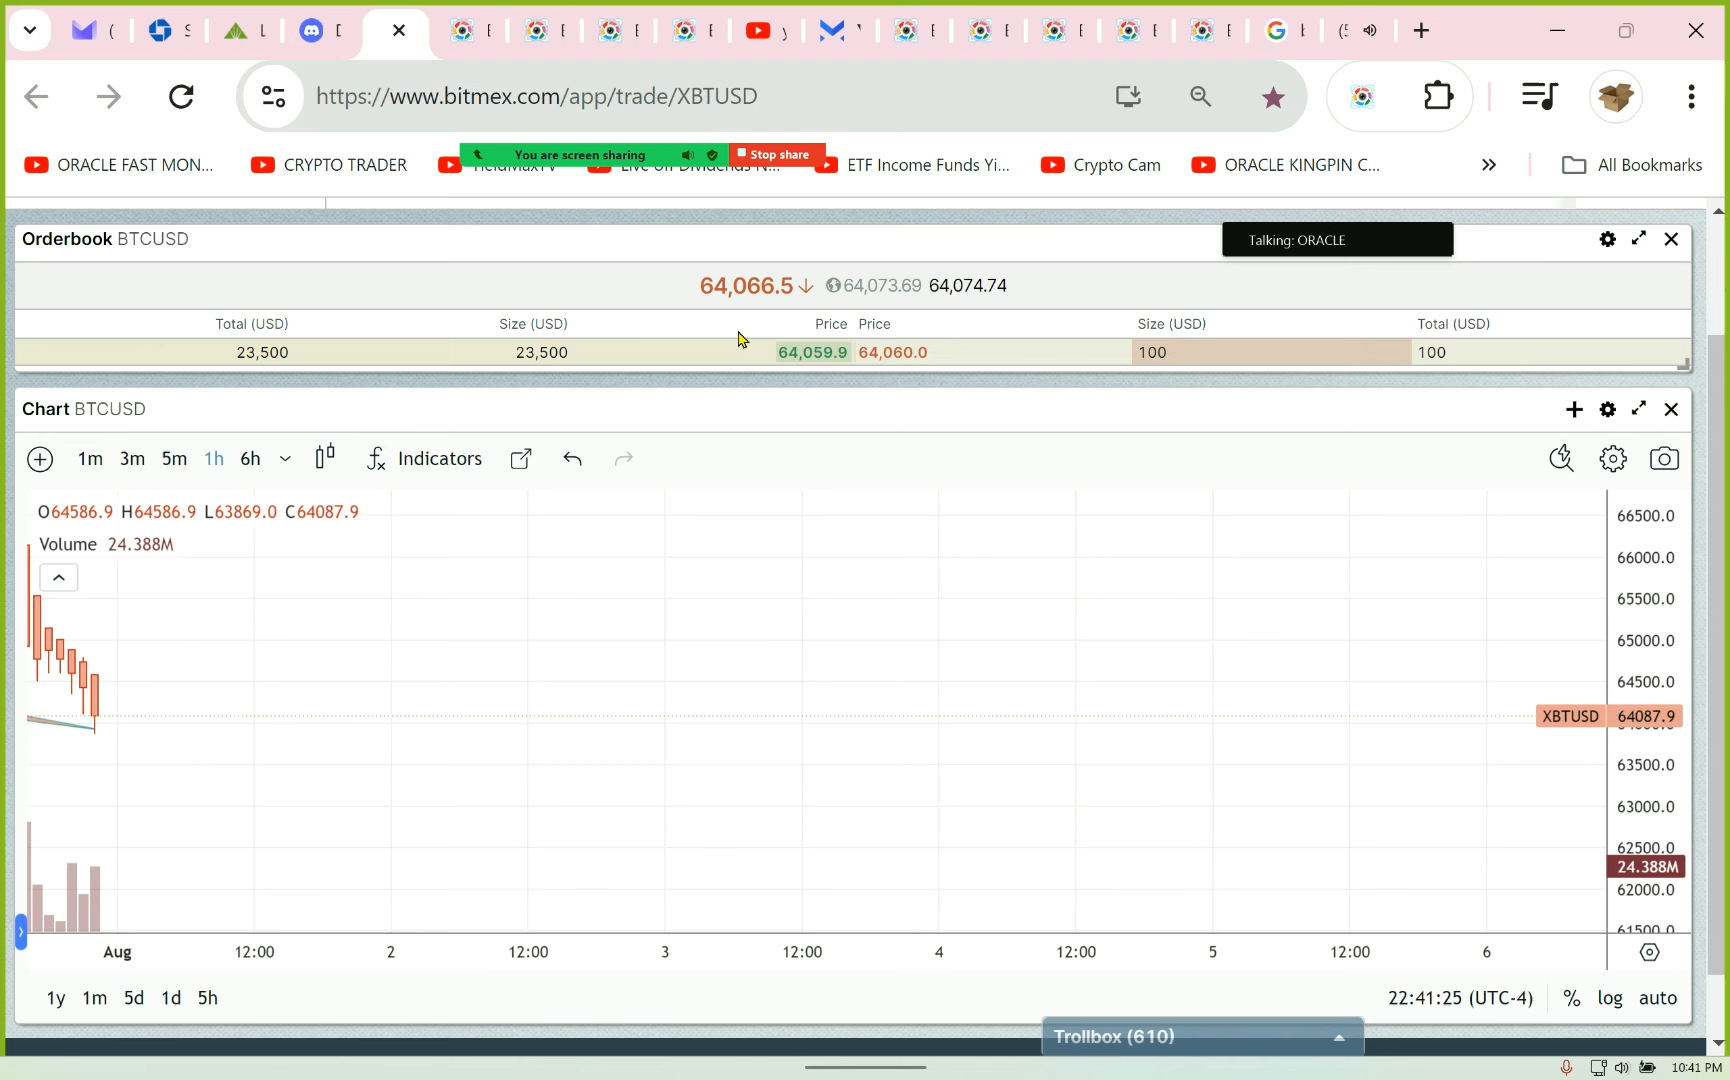 https://www.bitmex.com/app/trade/XBTUSD
ORACLE FAST MON... CRYPTO TRADER ETF Income Funds Yi... Crypto Cam ORACLE KINGPIN C... » All Bookmarks
You are screen sharing Stop share
Orderbook BTCUSD
Talking: ORACLE
64,066.5↓ 64,073.69 64,074.74
Total (USD) Size (USD) Price Price Size (USD) Total (USD)
23,500 23,500 64,059.9 64,060.0 100 100
Chart BTCUSD
1m 3m 5m 1h 6h fx Indicators
O64586.9 H64586.9 L63869.0 C64087.9
Volume 24.388M
66500.0
66000.0
65500.0
65000.0
64500.0
XBTUSD 64087.9
63500.0
63000.0
62500.0
24.388M
62000.0
61500.0
Aug 12:00 2 12:00 3 12:00 4 12:00 5 12:00 6
1y 1m 5d 1d 5h 22:41:25 (UTC-4) % log auto
Trollbox (610)
10:41 PM